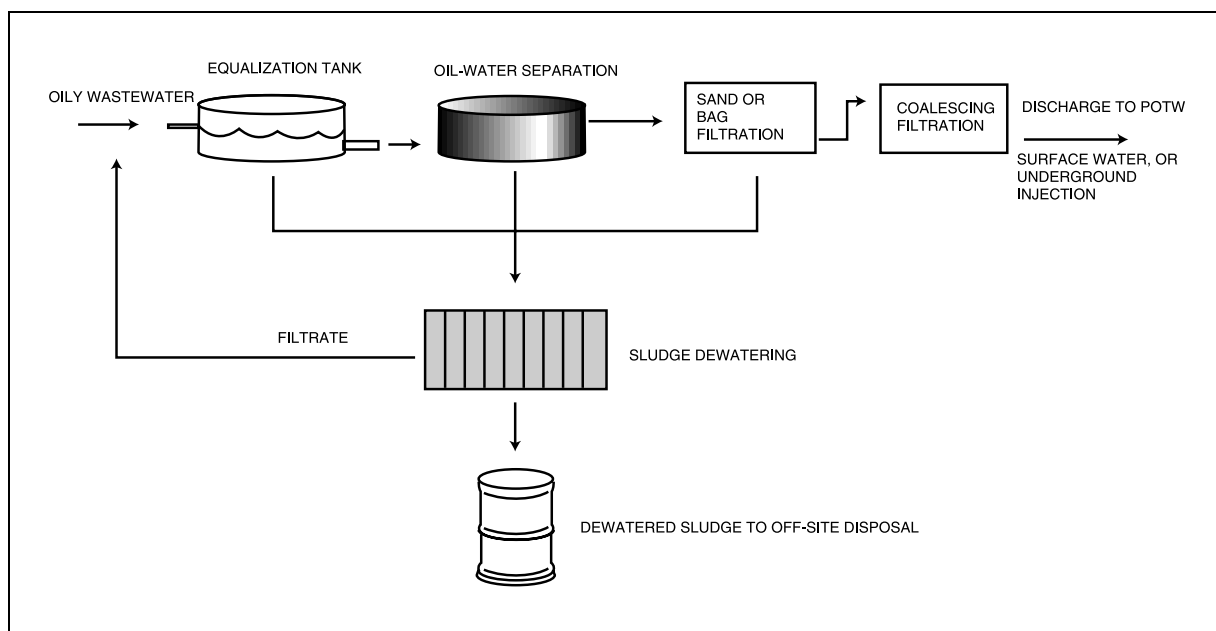 EQUALIZATION TANK
OIL-WATER SEPARATION
OILY WASTEWATER
SAND OR
BAG
FILTRATION
COALESCING
FILTRATION
DISCHARGE TO POTW
SURFACE WATER, OR
UNDERGROUND
INJECTION
FILTRATE
SLUDGE DEWATERING
DEWATERED SLUDGE TO OFF-SITE DISPOSAL